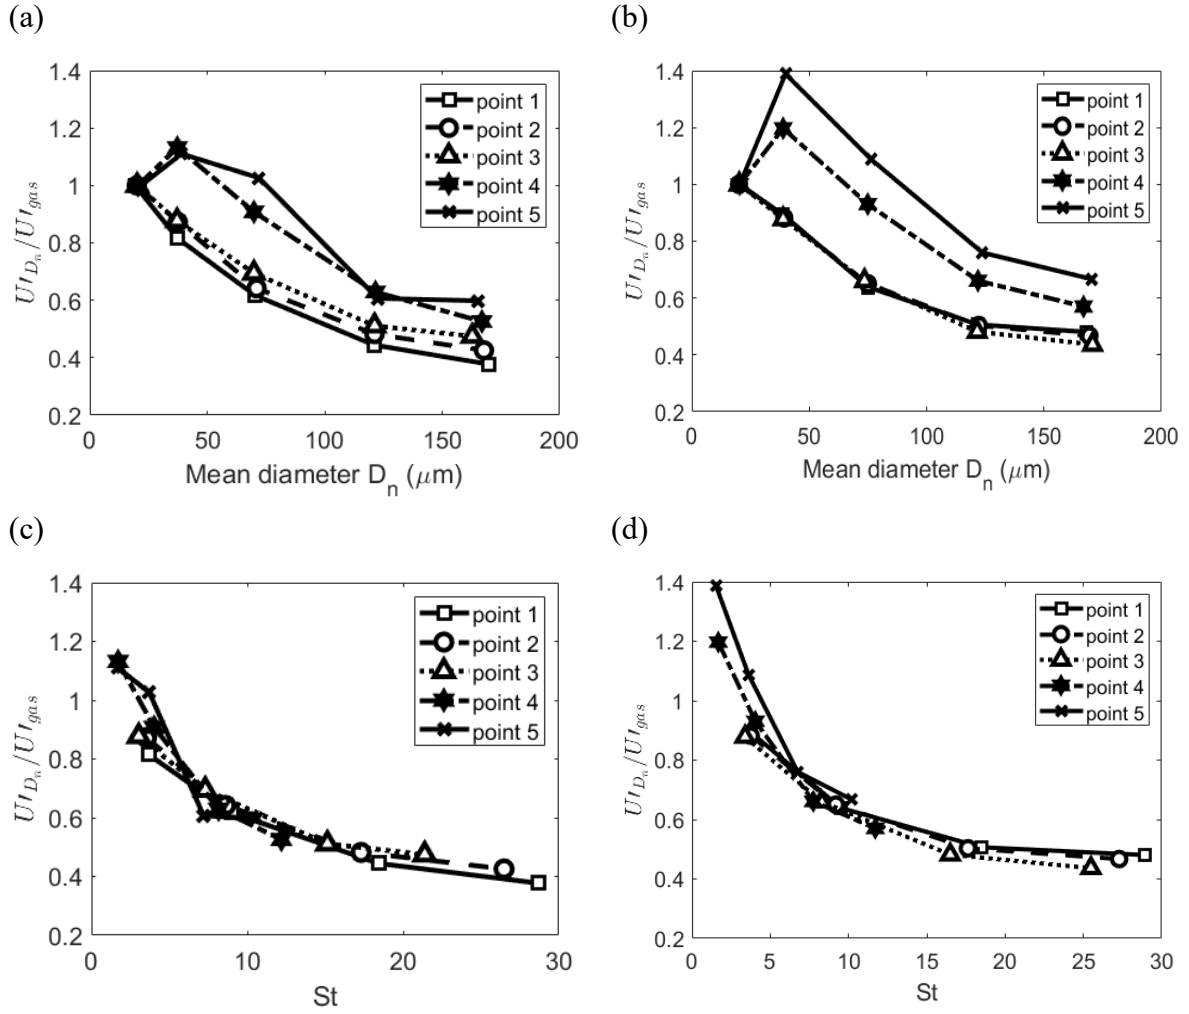 (a)
1.4
1.2
1
0.8
0.6
0.4
0.2
0
50
100
150
200
U′_{D_n}/U′_{gas}
Mean diameter D_n (μm)
point 1
point 2
point 3
point 4
point 5
(b)
1.4
1.2
1
0.8
0.6
0.4
0.2
0
50
100
150
200
U′_{D_n}/U′_{gas}
Mean diameter D_n (μm)
point 1
point 2
point 3
point 4
point 5
(c)
1.4
1.2
1
0.8
0.6
0.4
0.2
0
10
20
30
U′_{D_n}/U′_{gas}
St
point 1
point 2
point 3
point 4
point 5
(d)
1.4
1.2
1
0.8
0.6
0.4
0.2
0
5
10
15
20
25
30
U′_{D_n}/U′_{gas}
St
point 1
point 2
point 3
point 4
point 5